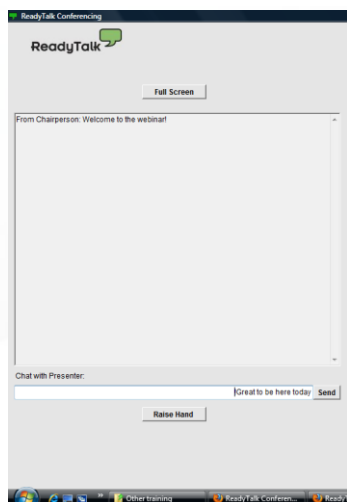 ReadyTalk Conferencing
ReadyTalk
Full Screen
From Chairperson: Welcome to the webinar!
Chat with Presenter:
!Great to be here today
Send
Raise Hand
Other training
ReadyTalk Conferen...
Ready